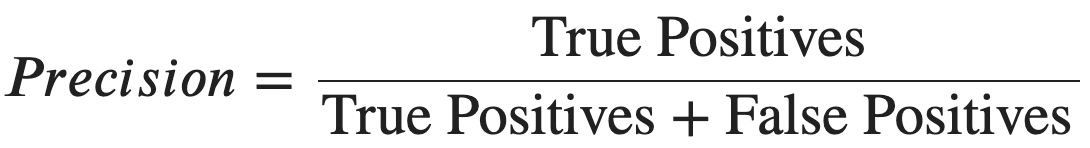 True Positives
Precision =
True Positives + False Positives